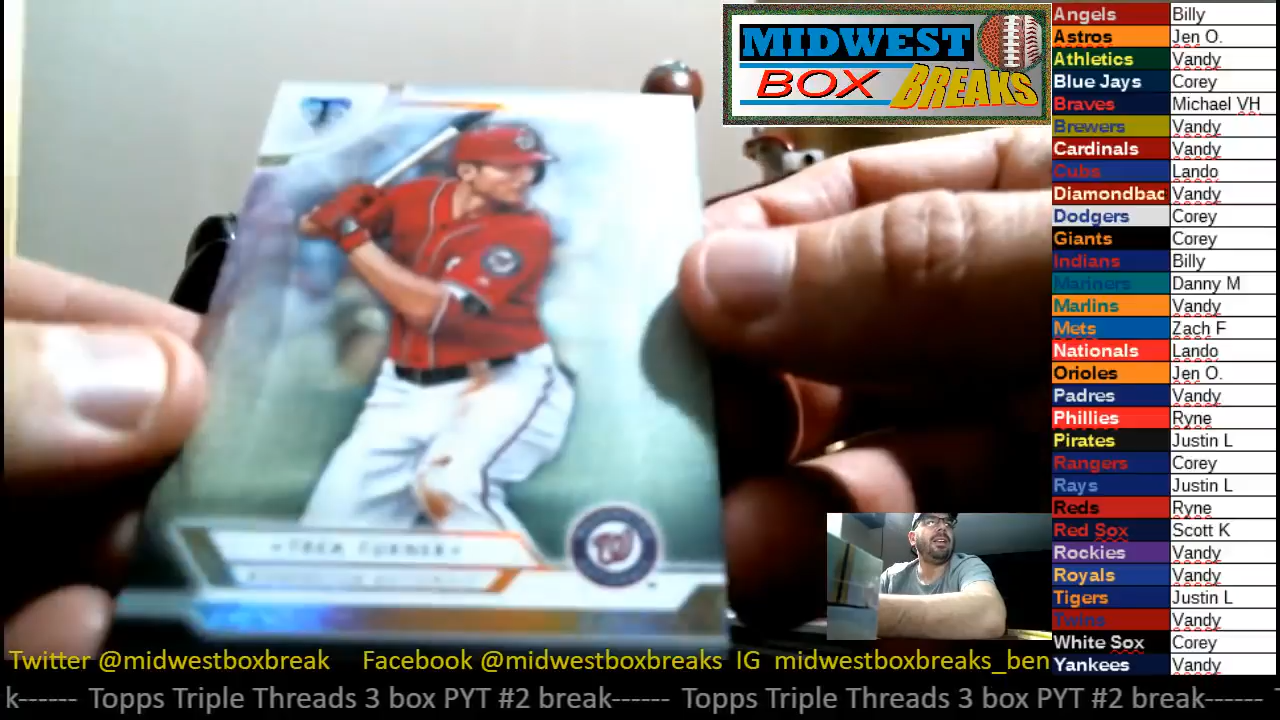 MIDWEST
BOX BREAKS
Angels Billy
Astros Jen O.
Athletics Vandy
Blue Jays Corey
Braves Michael VH
Brewers Vandy
Cardinals Vandy
Cubs Lando
Diamondbac Vandy
Dodgers Corey
Giants Corey
Indians Billy
Mariners Danny M
Marlins Vandy
Mets Zach F
Nationals Lando
Orioles Jen O.
Padres Vandy
Phillies Ryne
Pirates Justin L
Rangers Corey
Rays Justin L
Reds Ryne
Red Sox Scott K
Rockies Vandy
Royals Vandy
Tigers Justin L
Twins Vandy
White Sox Corey
Yankees Vandy
TREA TURNER
W
Twitter @midwestboxbreak Facebook @midwestboxbreaks IG midwestboxbreaks_ben
k------ Topps Triple Threads 3 box PYT #2 break------ Topps Triple Threads 3 box PYT #2 break------